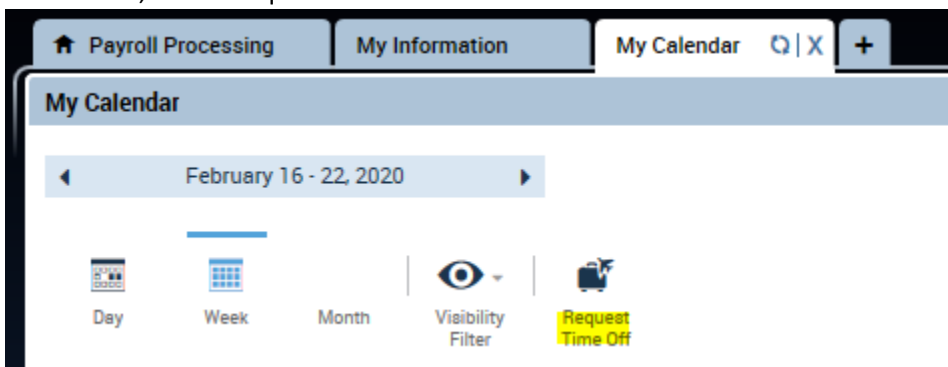 Payroll Processing My Information My Calendar X +
My Calendar
February 16 - 22, 2020
Day Week Month Visibility Request
Filter Time Off